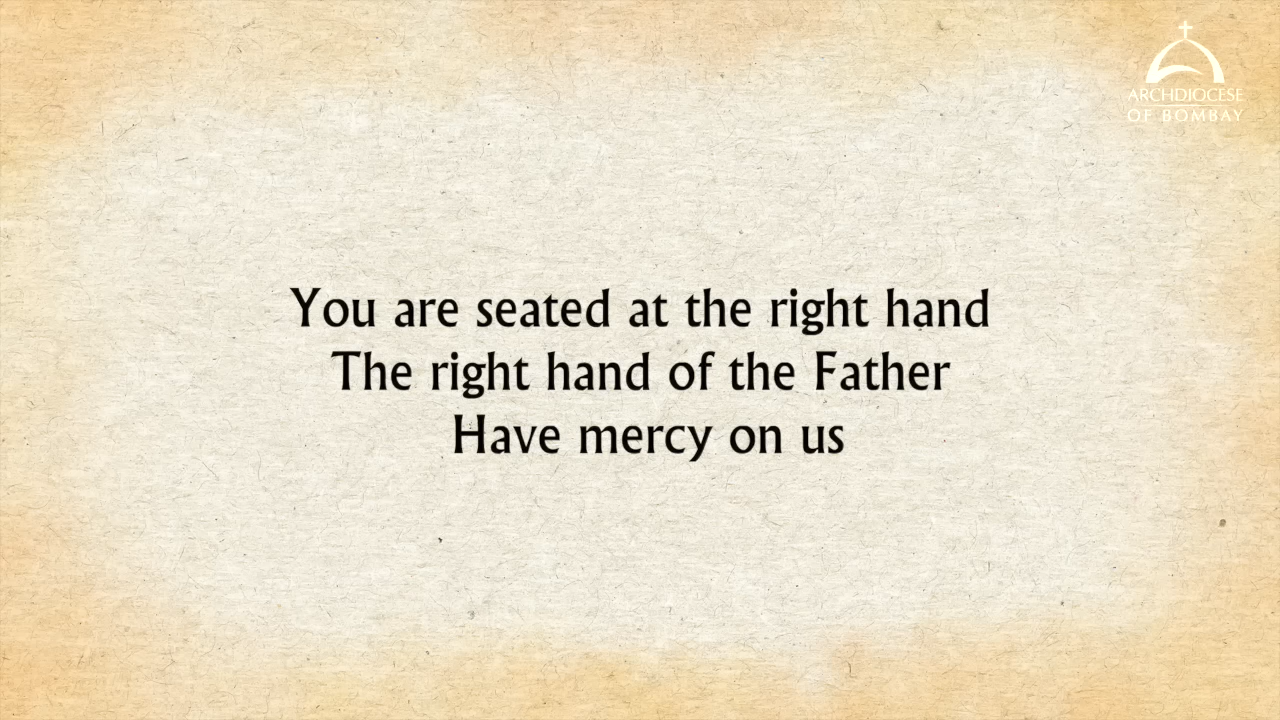 ARCHDIOCESE
OF BOMBAY
You are seated at the right hand
The right hand of the Father
Have mercy on us